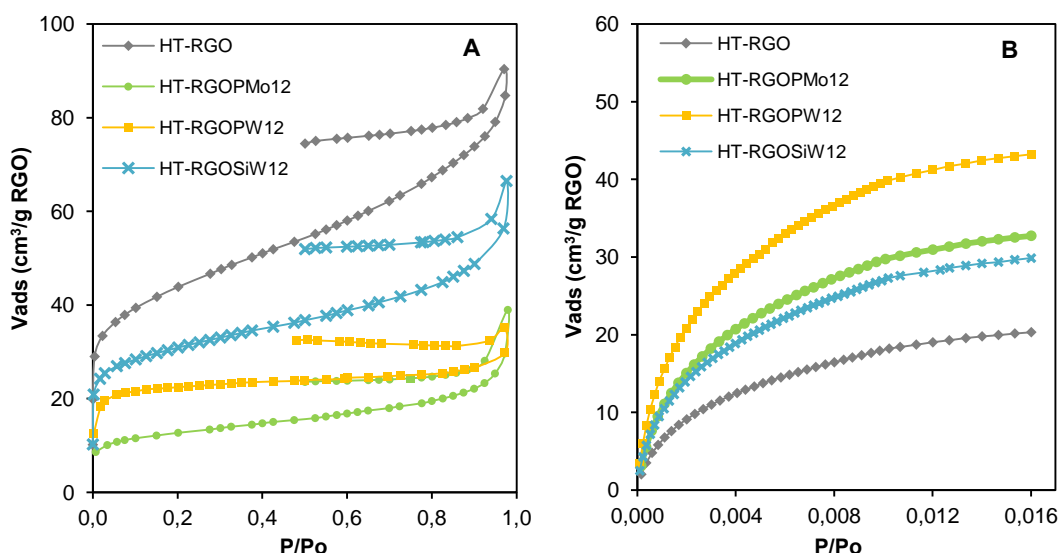 100
80
60
40
20
0
Vads (cm³/g RGO)
HT-RGO
HT-RGOPMo12
HT-RGOPW12
HT-RGOSiW12
A
0,0 0,2 0,4 0,6 0,8 1,0
P/Po
60
50
40
30
20
10
0
Vads (cm³/g RGO)
HT-RGO
HT-RGOPMo12
HT-RGOPW12
HT-RGOSiW12
B
0,000 0,004 0,008 0,012 0,016
P/Po